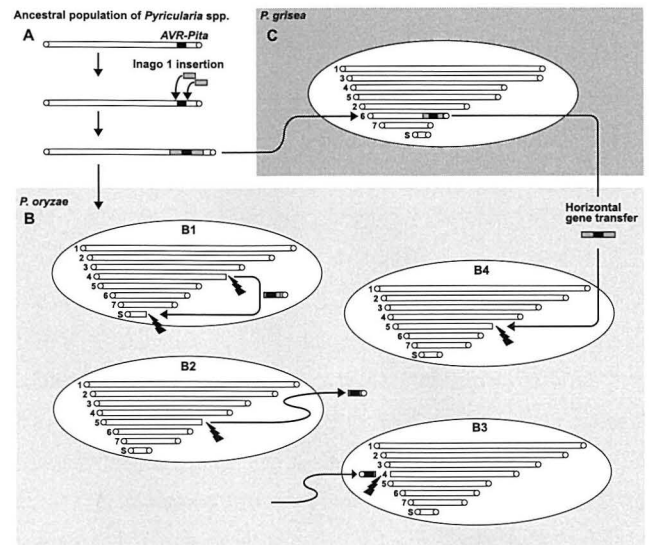 Ancestral population of Pyricularia spp.
A
AVR-Pita
Inago 1 insertion
P. grisea
C
1
3
4
5
2
6
7
S
Horizontal
gene transfer
P. oryzae
B
B1
1
2
3
4
5
6
7
S
B4
1
2
3
4
5
6
7
S
B2
1
2
3
4
5
6
7
S
B3
1
2
3
4
5
6
7
S